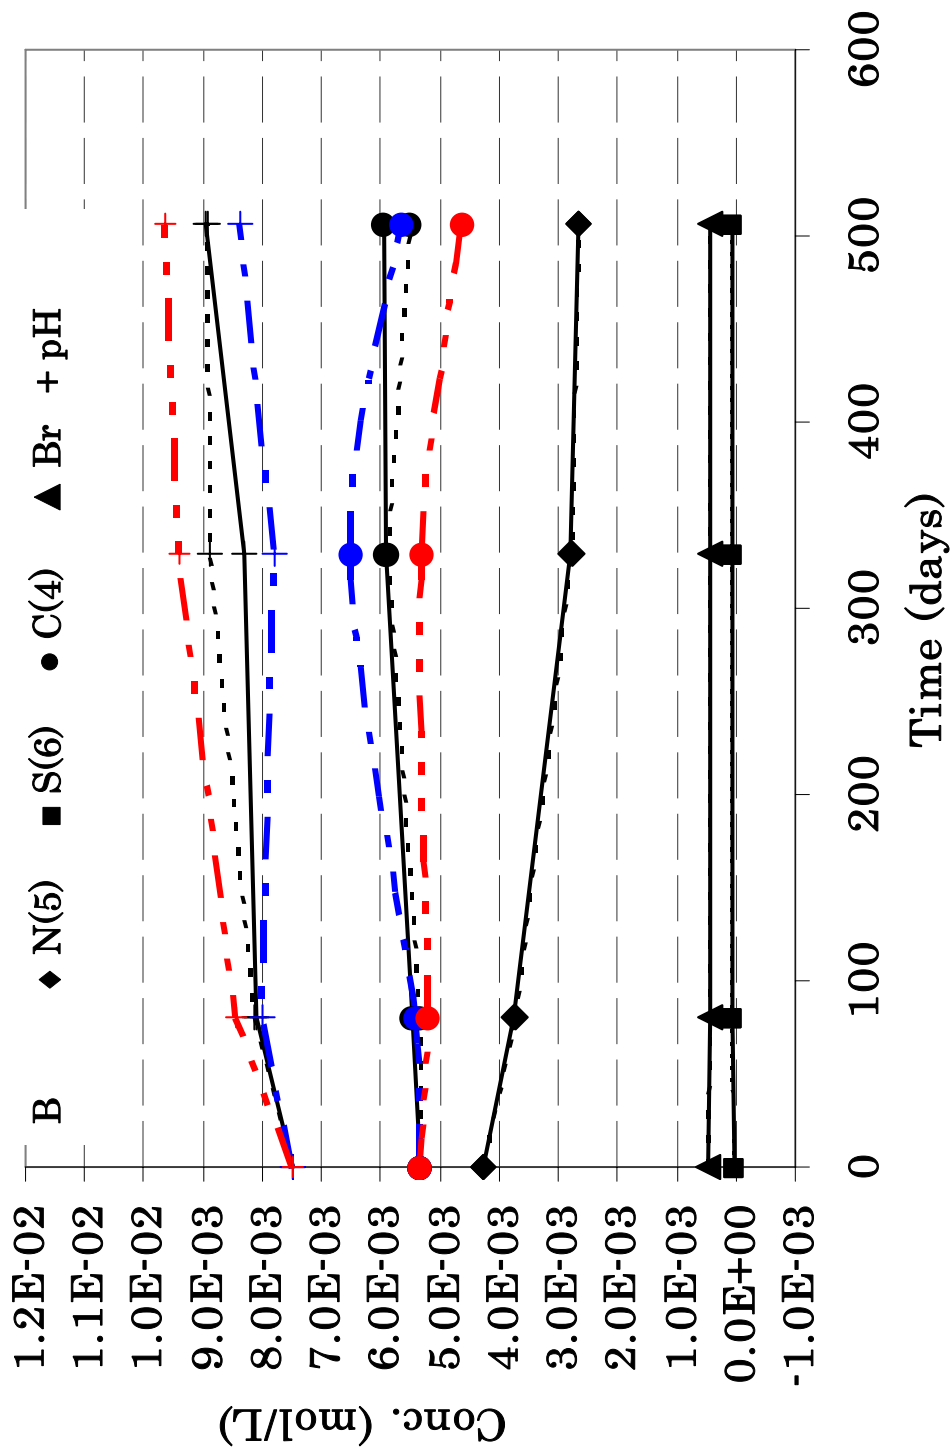 B ◆ N(5) ■ S(6) ● C(4) ▲ Br + pH
Conc. (mol/L)
1.2E-02
1.1E-02
1.0E-02
9.0E-03
8.0E-03
7.0E-03
6.0E-03
5.0E-03
4.0E-03
3.0E-03
2.0E-03
1.0E-03
0.0E+00
-1.0E-03
0 100 200 300 400 500 600
Time (days)